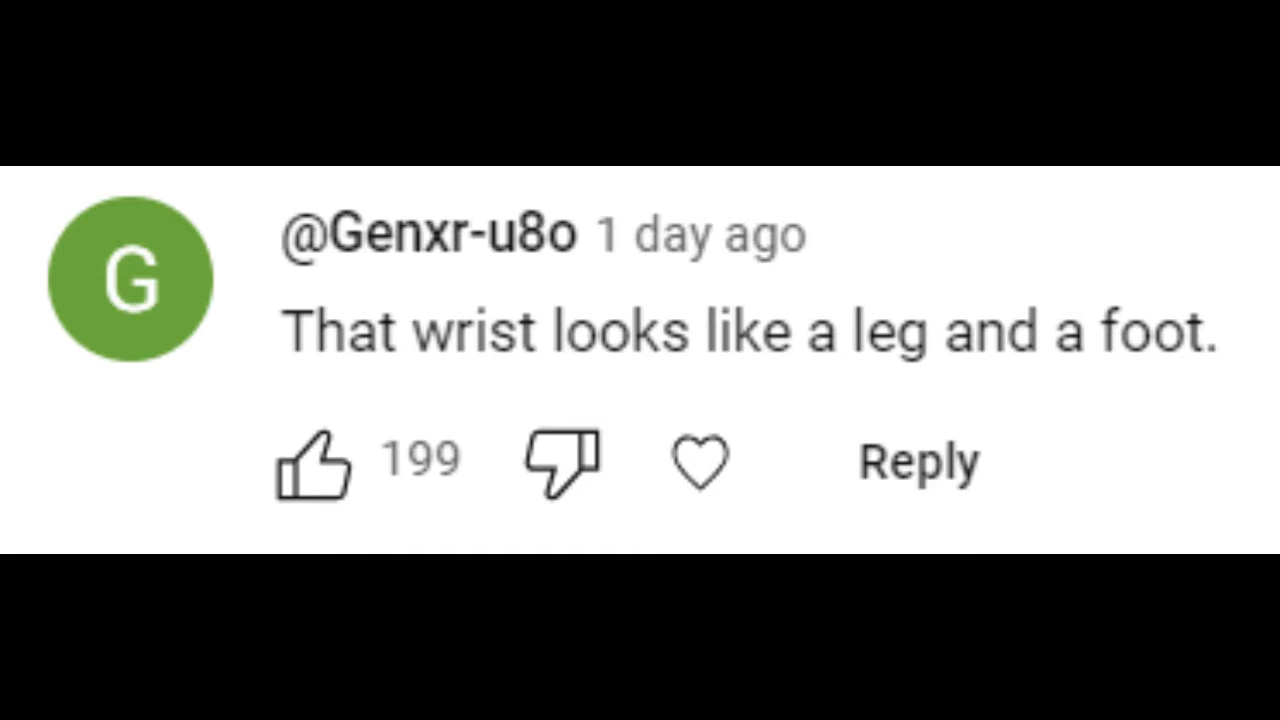 G
@Genxr-u8o 1 day ago
That wrist looks like a leg and a foot.
199 Reply